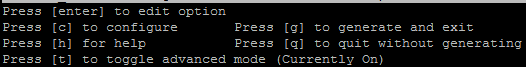 Press [enter] to edit option
Press [c] to configure Press [g] to generate and exit
Press [h] for help Press [q] to quit without generating
Press [t] to toggle advanced mode (Currently On)